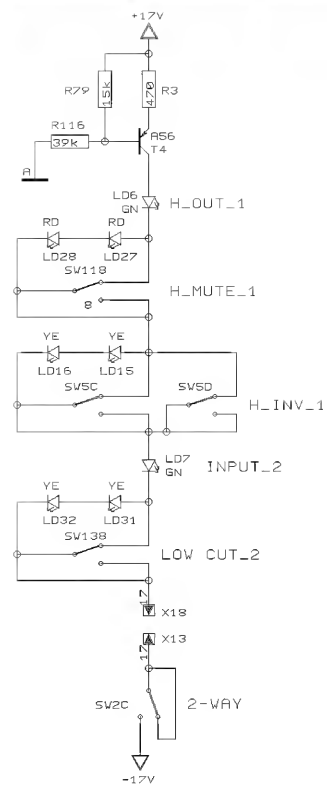 +17V
R79
15k
R3
470
R116
39k
A56
T4
A
LD6
GN
H_OUT_1
RD
RD
LD28
LD27
SW118
8
H_MUTE_1
YE
YE
LD16
LD15
SW5C
SW5D
H_INV_1
LD7
GN
INPUT_2
YE
YE
LD32
LD31
SW138
LOW CUT_2
17
X18
X13
17
SW2C
2-WAY
-17V